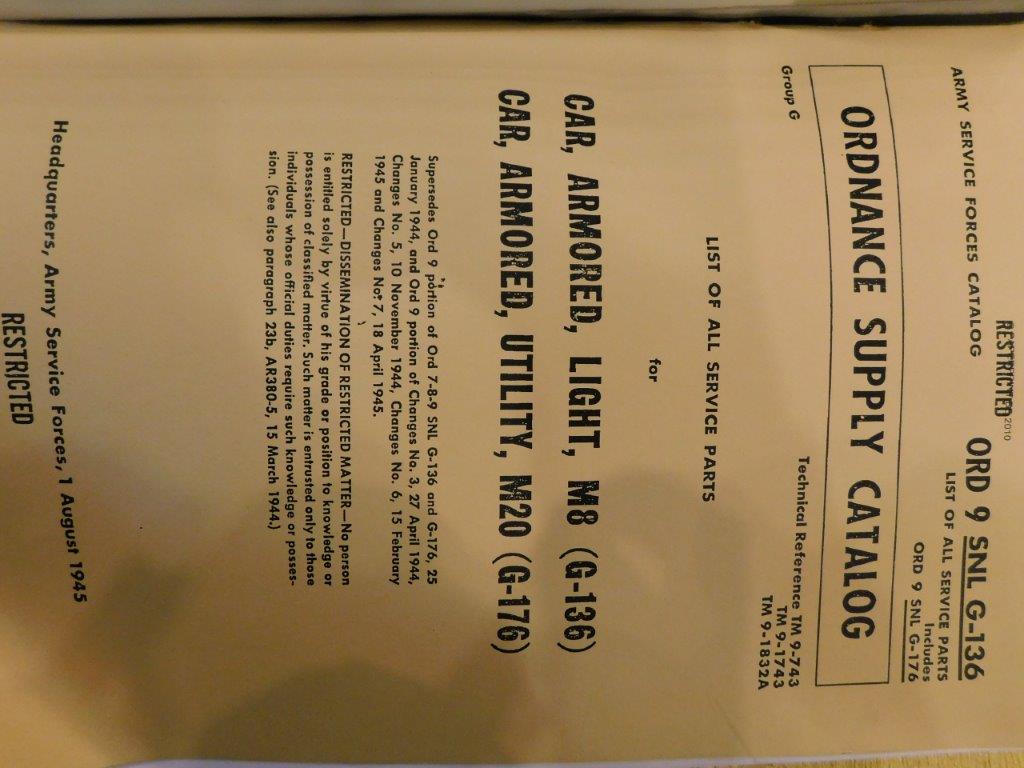 RESTRICTED 2010
ARMY SERVICE FORCES CATALOG
ORD 9 SNL G-136
LIST OF ALL SERVICE PARTS
Includes
ORD 9 SNL G-176
ORDNANCE SUPPLY CATALOG
Group G
Technical Reference TM 9-743
TM 9-1743
TM 9-1832A
LIST OF ALL SERVICE PARTS
for
CAR, ARMORED, LIGHT, M8 (G-136)
CAR, ARMORED, UTILITY, M20 (G-176)
Supersedes Ord 9 portion of Ord 7-8-9 SNL G-136 and G-176, 25
January 1944, and Ord 9 portion of Changes No. 3, 27 April 1944,
Changes No. 5, 10 November 1944, Changes No. 6, 15 February
1945 and Changes No. 7, 18 April 1945.
RESTRICTED—DISSEMINATION OF RESTRICTED MATTER—No person
is entitled solely by virtue of his grade or position to knowledge or
possession of classified matter. Such matter is entrusted only to those
individuals whose official duties require such knowledge or posses-
sion. (See also paragraph 23b, AR380-5, 15 March 1944.)
Headquarters, Army Service Forces, 1 August 1945
RESTRICTED